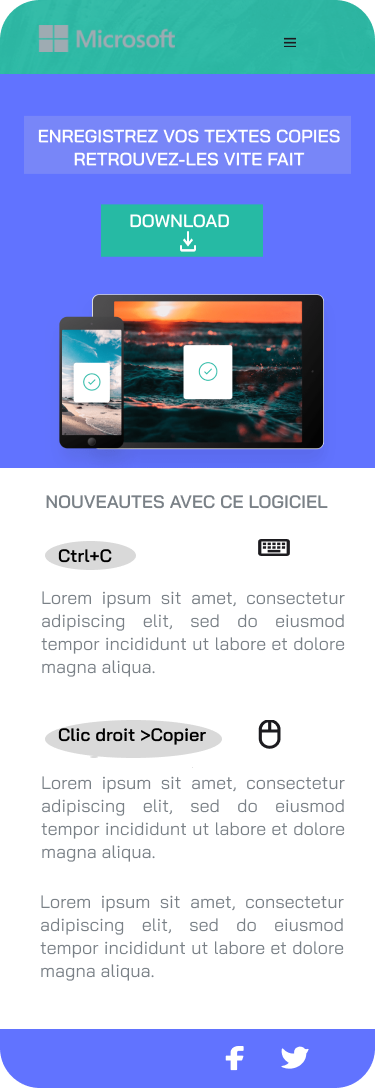 Microsoft
ENREGISTREZ VOS TEXTES COPIES
RETROUVEZ-LES VITE FAIT
DOWNLOAD
NOUVEAUTES AVEC CE LOGICIEL
Ctrl+C
Lorem ipsum sit amet, consectetur
adipiscing elit, sed do eiusmod
tempor incididunt ut labore et dolore
magna aliqua.
Clic droit >Copier
Lorem ipsum sit amet, consectetur
adipiscing elit, sed do eiusmod
tempor incididunt ut labore et dolore
magna aliqua.
Lorem ipsum sit amet, consectetur
adipiscing elit, sed do eiusmod
tempor incididunt ut labore et dolore
magna aliqua.